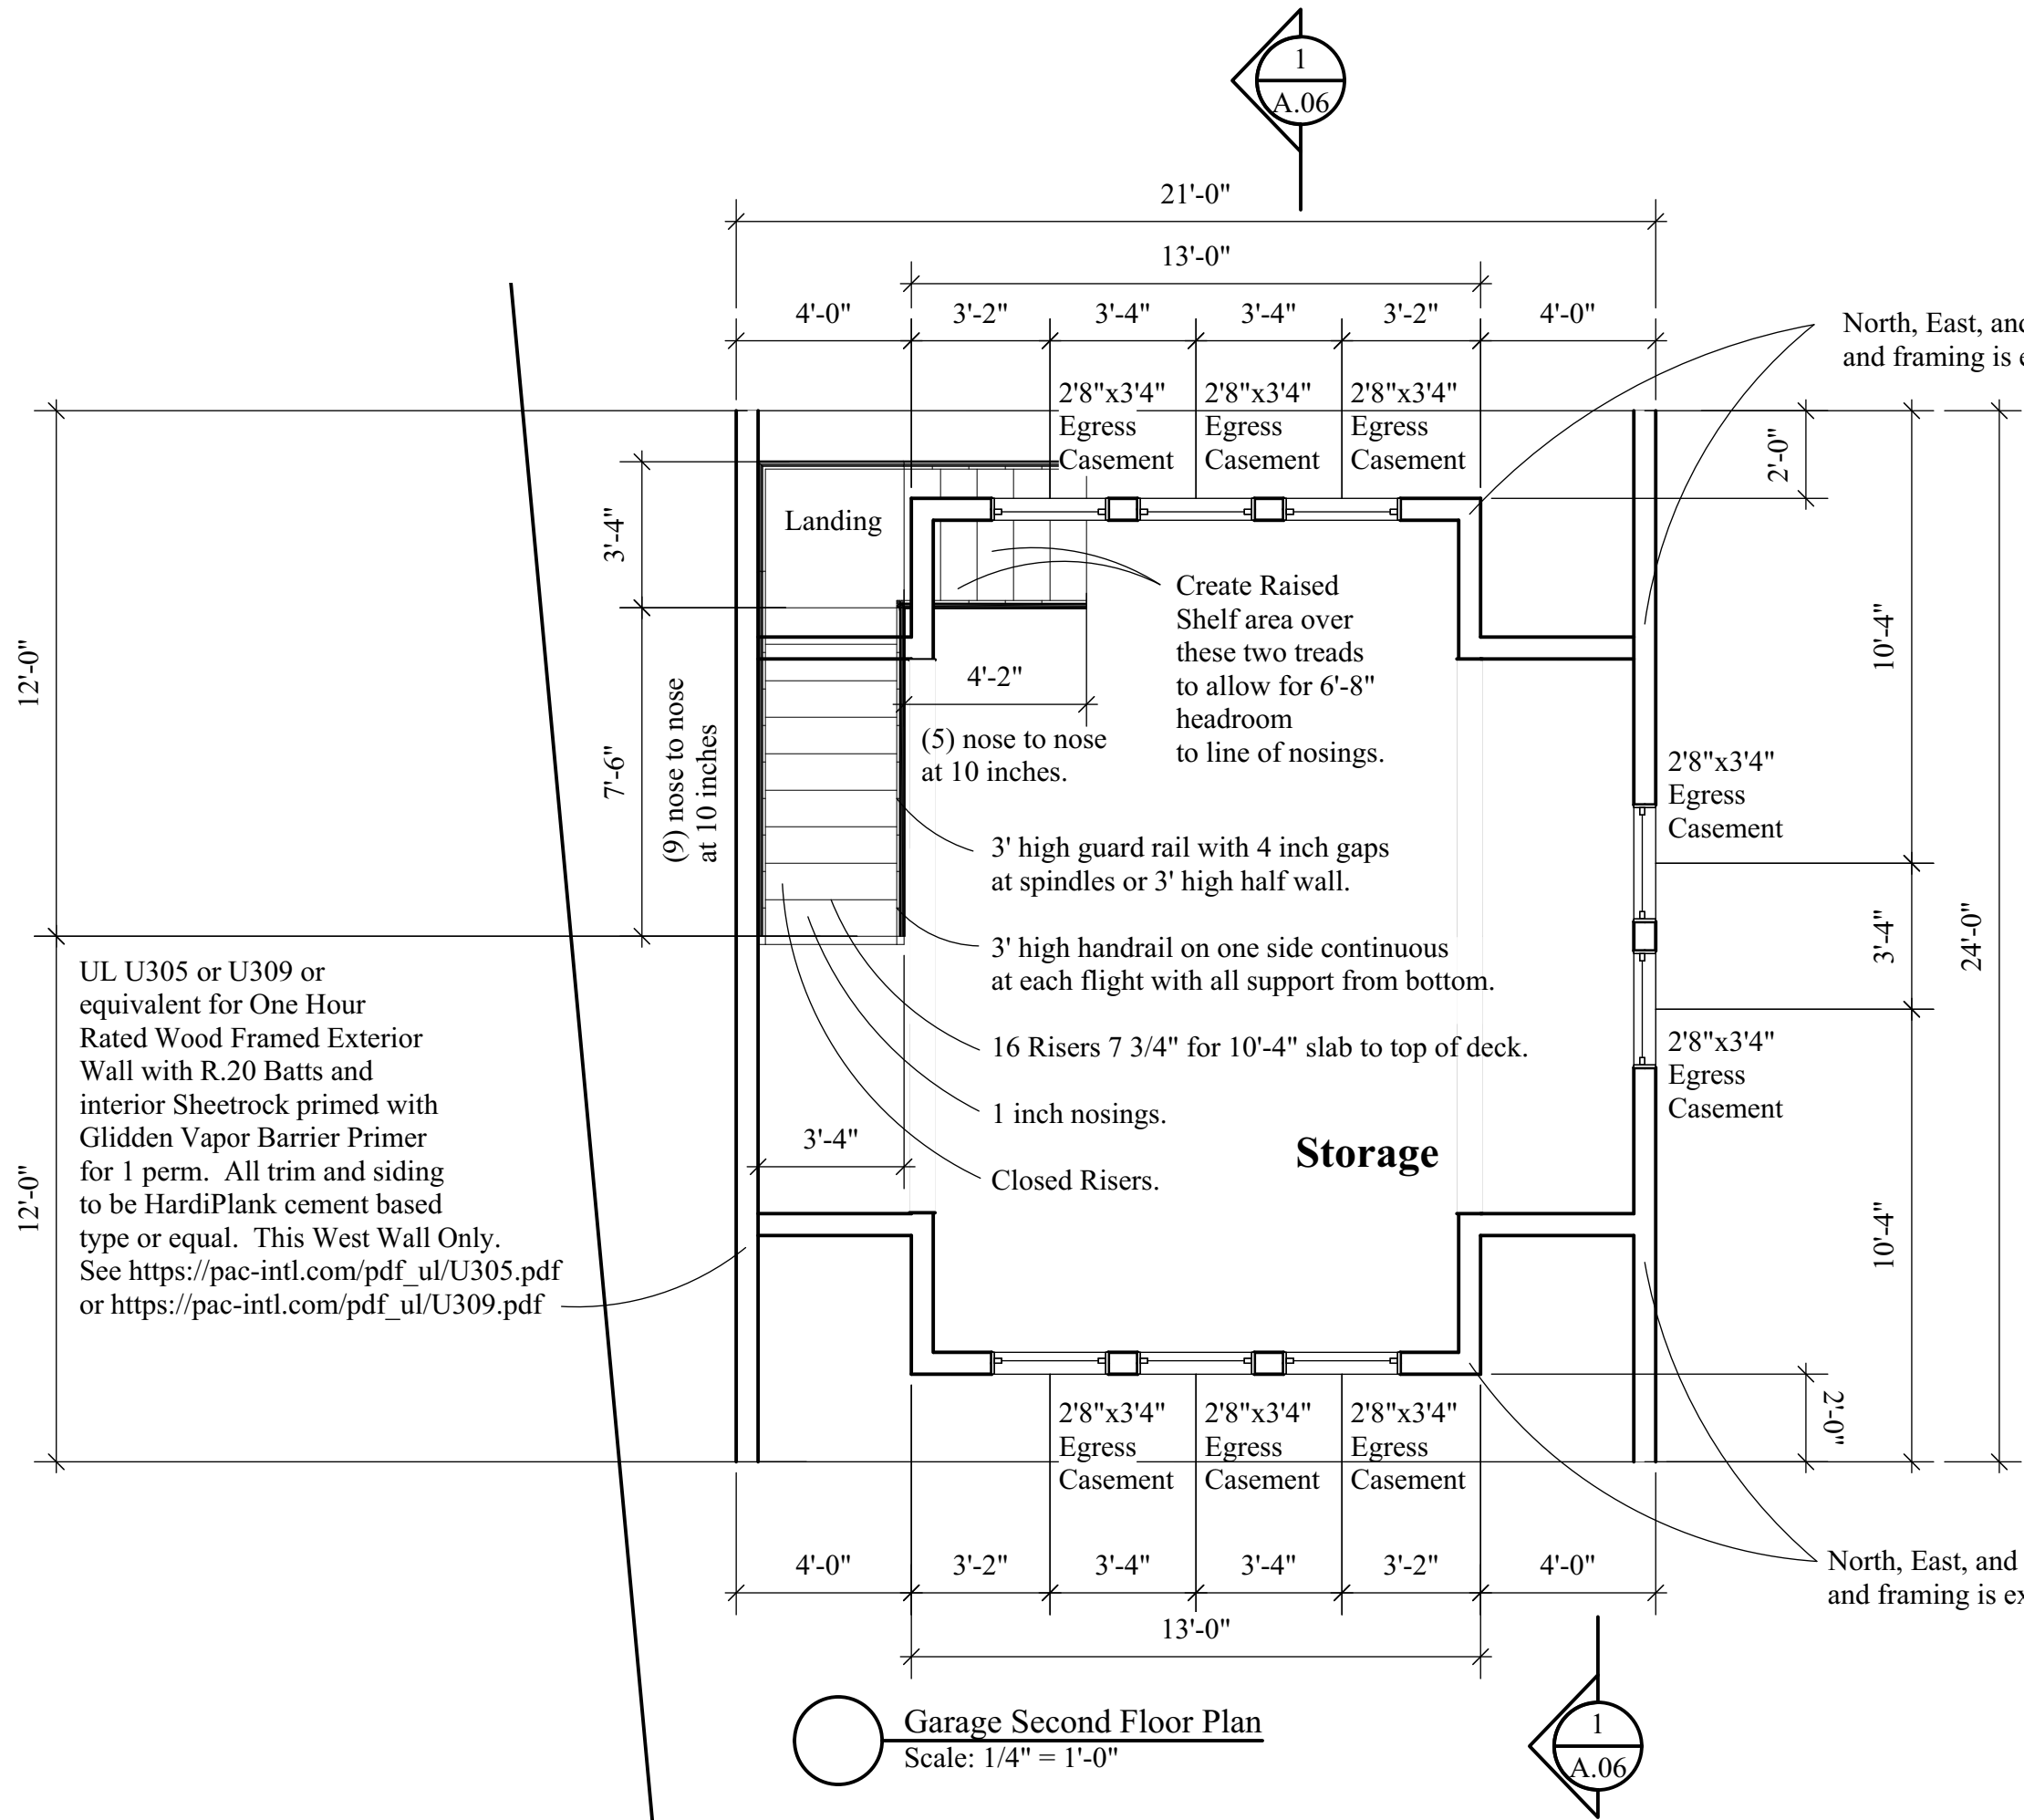 1
A.06
21'-0"
13'-0"
4'-0"
3'-2"
3'-4"
3'-4"
3'-2"
4'-0"
North, East, and
and framing is e
2'8"x3'4"
Egress
Casement
2'8"x3'4"
Egress
Casement
2'8"x3'4"
Egress
Casement
2'-0"
3'-4"
Landing
12'-0"
Create Raised
Shelf area over
these two treads
to allow for 6'-8"
headroom
to line of nosings.
10'-4"
4'-2"
(5) nose to nose
at 10 inches.
7'-6"
(9) nose to nose
at 10 inches
2'8"x3'4"
Egress
Casement
3' high guard rail with 4 inch gaps
at spindles or 3' high half wall.
3' high handrail on one side continuous
at each flight with all support from bottom.
3'-4"
24'-0"
16 Risers 7 3/4" for 10'-4" slab to top of deck.
2'8"x3'4"
Egress
Casement
1 inch nosings.
3'-4"
Storage
Closed Risers.
UL U305 or U309 or
equivalent for One Hour
Rated Wood Framed Exterior
Wall with R.20 Batts and
interior Sheetrock primed with
Glidden Vapor Barrier Primer
for 1 perm. All trim and siding
to be HardiPlank cement based
type or equal. This West Wall Only.
See https://pac-intl.com/pdf_ul/U305.pdf
or https://pac-intl.com/pdf_ul/U309.pdf
12'-0"
10'-4"
2'-0"
2'8"x3'4"
Egress
Casement
2'8"x3'4"
Egress
Casement
2'8"x3'4"
Egress
Casement
4'-0"
3'-2"
3'-4"
3'-4"
3'-2"
4'-0"
North, East, and
and framing is ex
13'-0"
Garage Second Floor Plan
Scale: 1/4" = 1'-0"
1
A.06